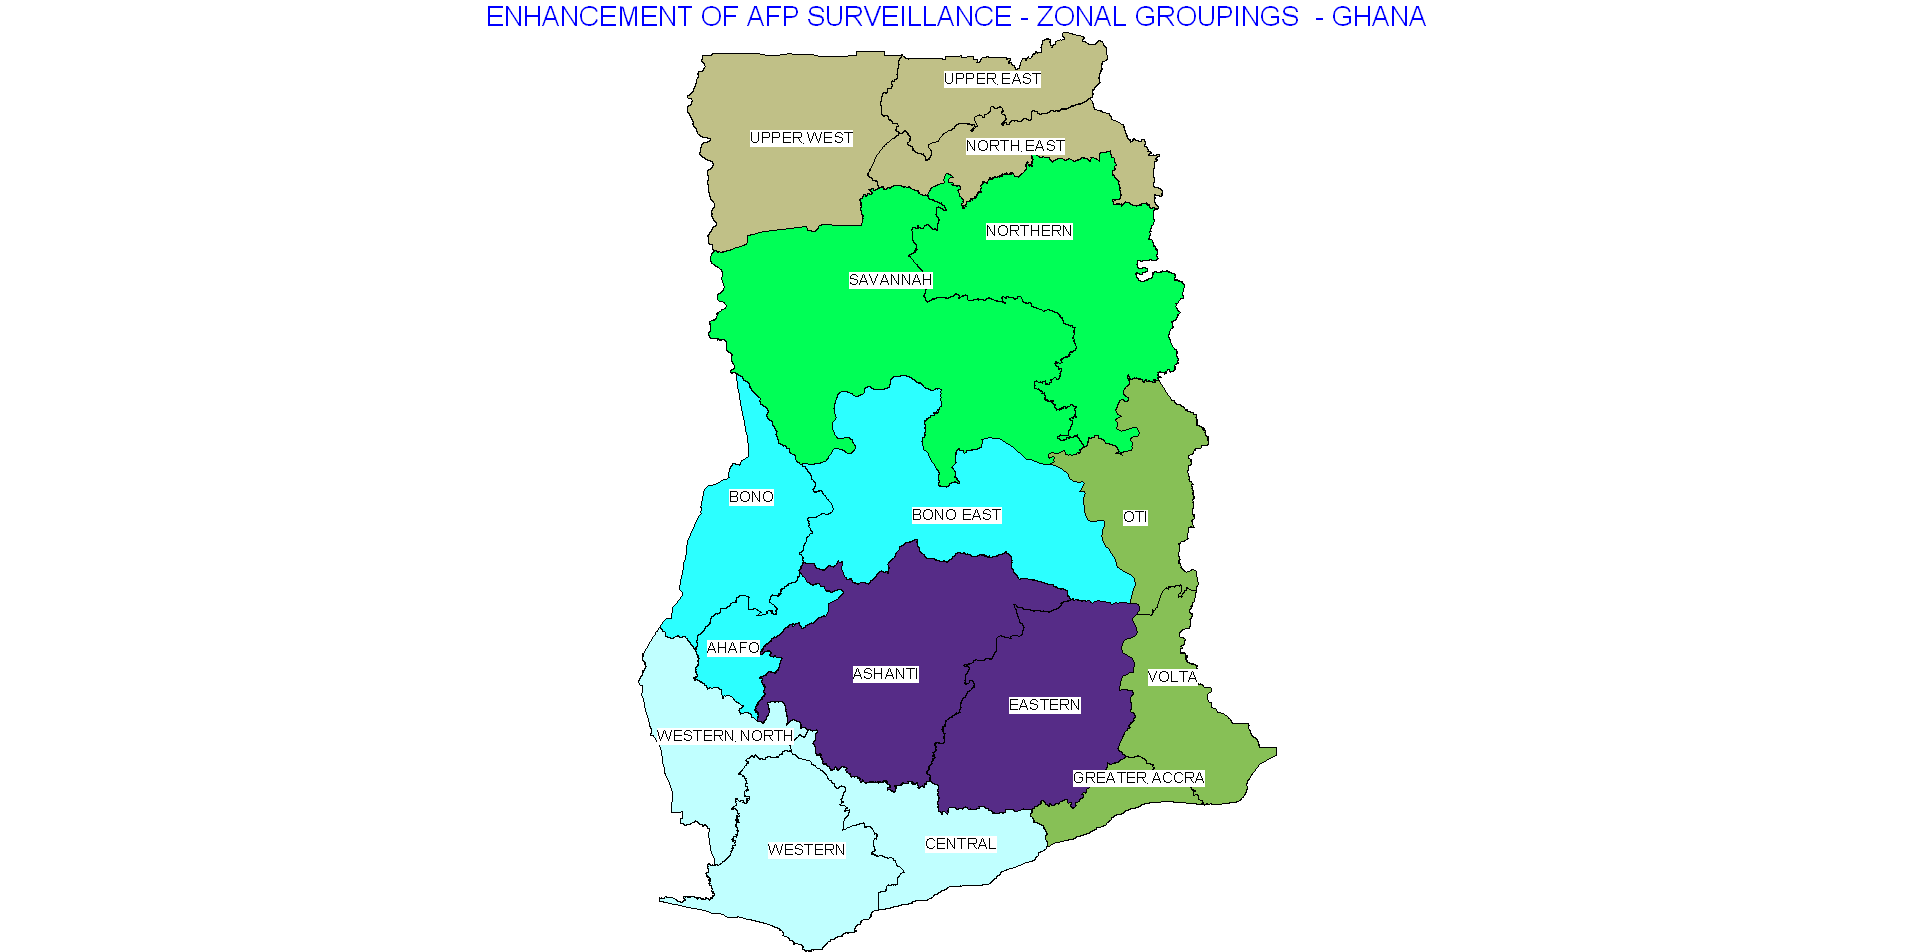 ENHANCEMENT OF AFP SURVEILLANCE - ZONAL GROUPINGS - GHANA
UPPER EAST
UPPER WEST
NORTH EAST
NORTHERN
SAVANNAH
BONO
BONO EAST
OTI
AHAFO
ASHANTI
VOLTA
EASTERN
WESTERN NORTH
GREATER ACCRA
CENTRAL
WESTERN